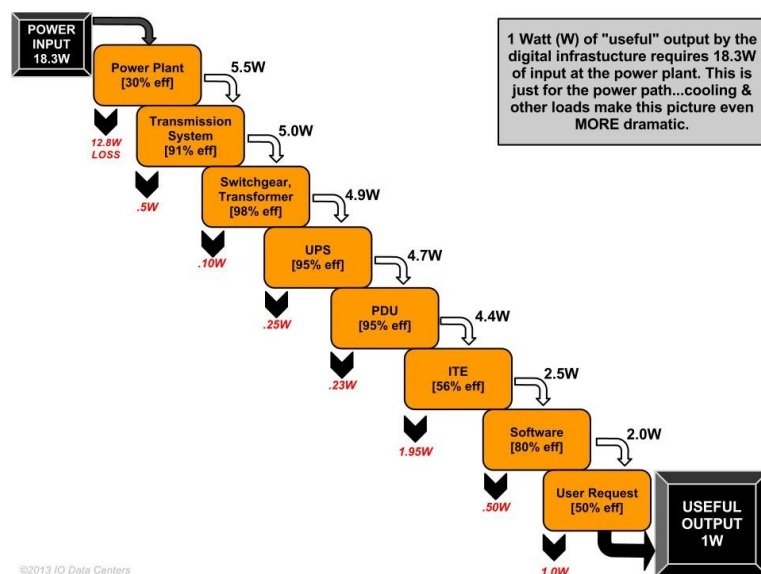 POWER
INPUT
18.3W
1 Watt (W) of "useful" output by the
digital infrastucture requires 18.3W
of input at the power plant. This is
just for the power path...cooling &
other loads make this picture even
MORE dramatic.
Power Plant
[30% eff]
5.5W
12.8W
LOSS
Transmission
System
[91% eff]
5.0W
.5W
Switchgear,
Transformer
[98% eff]
4.9W
.10W
UPS
[95% eff]
4.7W
.25W
PDU
[95% eff]
4.4W
.23W
ITE
[56% eff]
2.5W
1.95W
Software
[80% eff]
2.0W
.50W
User Request
[50% eff]
1.0W
USEFUL
OUTPUT
1W
©2013 IO Data Centers